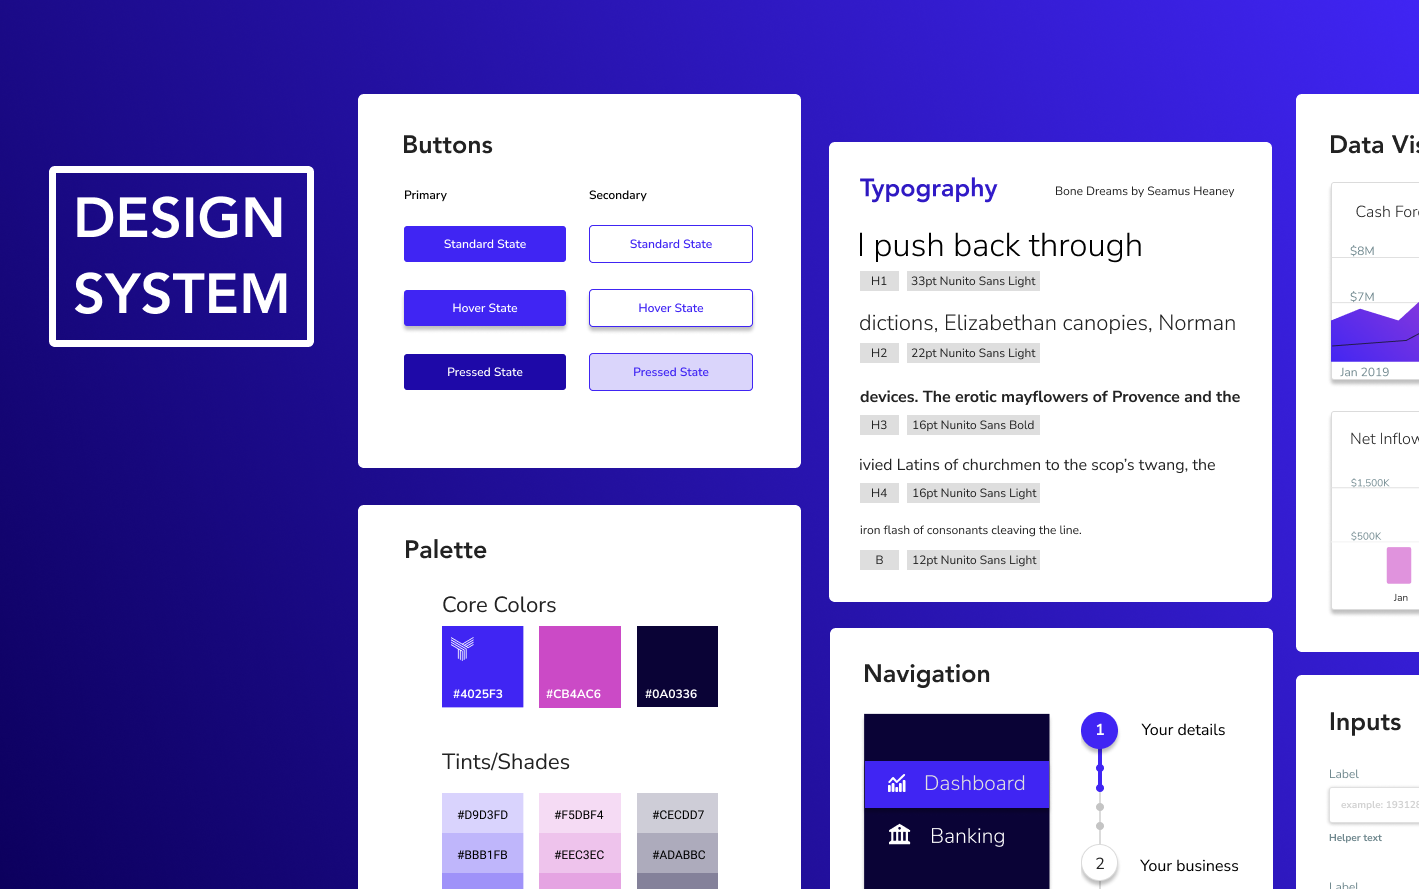 DESIGN
SYSTEM
Buttons
Primary
Secondary
Standard State
Standard State
Hover State
Hover State
Pressed State
Pressed State
Palette
Core Colors
#4025F3
#CB4AC6
#0A0336
Tints/Shades
#D9D3FD
#F5DBF4
#CECDD7
#BBB1FB
#EEC3EC
#ADABBC
Typography
Bone Dreams by Seamus Heaney
I push back through
H1
33pt Nunito Sans Light
dictions, Elizabethan canopies, Norman
H2
22pt Nunito Sans Light
devices. The erotic mayflowers of Provence and the
H3
16pt Nunito Sans Bold
ivied Latins of churchmen to the scop’s twang, the
H4
16pt Nunito Sans Light
iron flash of consonants cleaving the line.
B
12pt Nunito Sans Light
Navigation
Dashboard
Banking
1
Your details
2
Your business
Data Vis
Cash Fore
$8M
$7M
Jan 2019
Net Inflow
$1,500K
$500K
Jan
Inputs
Label
example: 193128
Helper text
Label